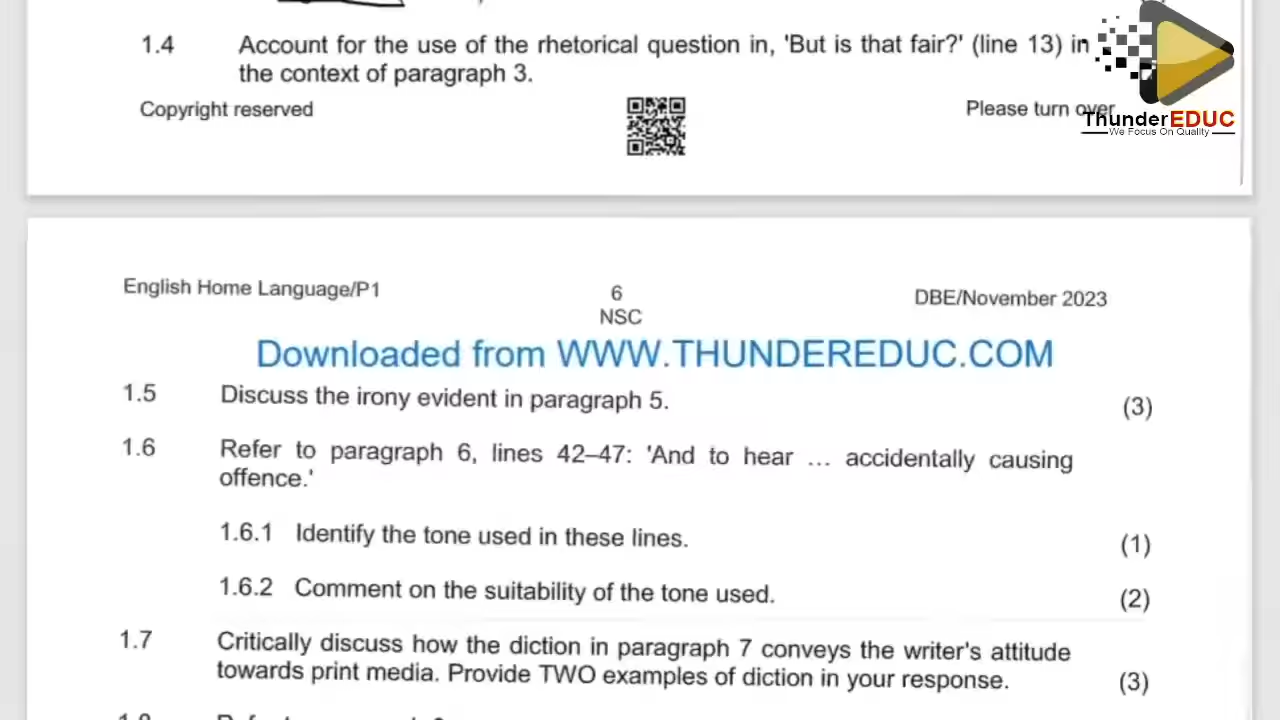 1.4 Account for the use of the rhetorical question in, 'But is that fair?' (line 13) in
the context of paragraph 3.
Copyright reserved
Please turn over
ThunderEDUC
We Focus On Quality
English Home Language/P1
6
NSC
DBE/November 2023
Downloaded from WWW.THUNDEREDUC.COM
1.5 Discuss the irony evident in paragraph 5. (3)
1.6 Refer to paragraph 6, lines 42–47: 'And to hear ... accidentally causing
offence.'
1.6.1 Identify the tone used in these lines. (1)
1.6.2 Comment on the suitability of the tone used. (2)
1.7 Critically discuss how the diction in paragraph 7 conveys the writer's attitude
towards print media. Provide TWO examples of diction in your response. (3)